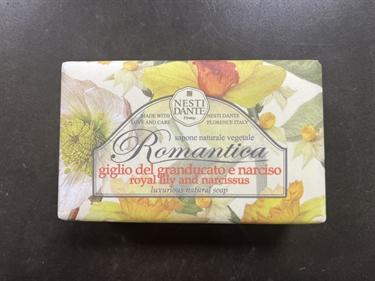 NESTI
DANTE
Firenze
MADE WITH
LOVE AND CARE
NESTI DANTE
FLORENCE ITALY
sapone naturale vegetale
Romantica
giglio del granducato e narciso
royal lily and narcissus
luxurious natural soap